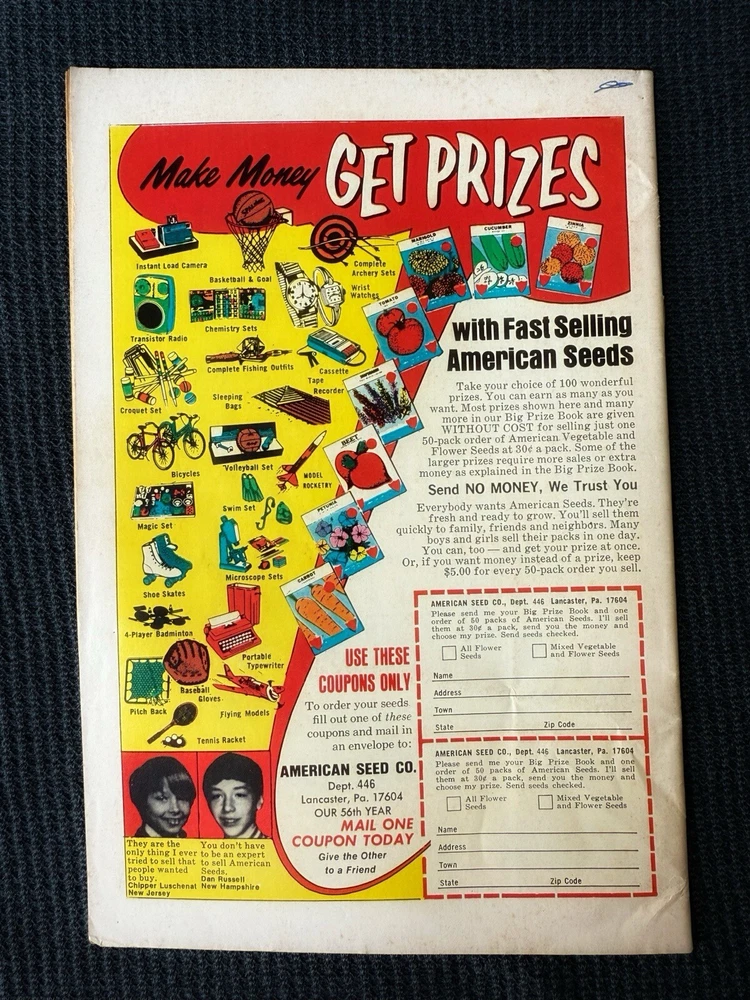 Make Money GET PRIZES
SPALDING
Instant Load Camera
Basketball & Goal
Complete
Archery Sets
Wrist
Watches
MARIGOLD
CUCUMBER
ZINNIA
Transistor Radio
Chemistry Sets
TOMATO
Complete Fishing Outfits
Cassette
Tape
Recorder
Croquet Set
Sleeping
Bags
Bicycles
Volleyball Set
MODEL
ROCKETRY
BEET
Magic Set
Swim Set
PETUNIA
Shoe Skates
Microscope Sets
CARROT
4-Player Badminton
Portable
Typewriter
Baseball
Gloves
Pitch Back
Flying Models
Tennis Racket
with Fast Selling
American Seeds
Take your choice of 100 wonderful
prizes. You can earn as many as you
want. Most prizes shown here and many
more in our Big Prize Book are given
WITHOUT COST for selling just one
50-pack order of American Vegetable and
Flower Seeds at 30¢ a pack. Some of the
larger prizes require more sales or extra
money as explained in the Big Prize Book.
Send NO MONEY, We Trust You
Everybody wants American Seeds. They're
fresh and ready to grow. You'll sell them
quickly to family, friends and neighbors. Many
boys and girls sell their packs in one day.
You can, too — and get your prize at once.
Or, if you want money instead of a prize, keep
$5.00 for every 50-pack order you sell.
They are the
only thing I ever
tried to sell that
people wanted
to buy.
Chipper Luschenat
New Jersey
You don't have
to be an expert
to sell American
Seeds.
Dan Russell
New Hampshire
USE THESE
COUPONS ONLY
To order your seeds
fill out one of these
coupons and mail in
an envelope to:
AMERICAN SEED CO.
Dept. 446
Lancaster, Pa. 17604
OUR 56th YEAR
MAIL ONE
COUPON TODAY
Give the Other
to a Friend
AMERICAN SEED CO., Dept. 446 Lancaster, Pa. 17604
Please send me your Big Prize Book and one
order of 50 packs of American Seeds. I'll sell
them at 30¢ a pack, send you the money and
choose my prize. Send seeds checked.
All Flower
Seeds
Mixed Vegetable
and Flower Seeds
Name
Address
Town
State Zip Code
AMERICAN SEED CO., Dept. 446 Lancaster, Pa. 17604
Please send me your Big Prize Book and one
order of 50 packs of American Seeds. I'll sell
them at 30¢ a pack, send you the money and
choose my prize. Send seeds checked.
All Flower
Seeds
Mixed Vegetable
and Flower Seeds
Name
Address
Town
State Zip Code